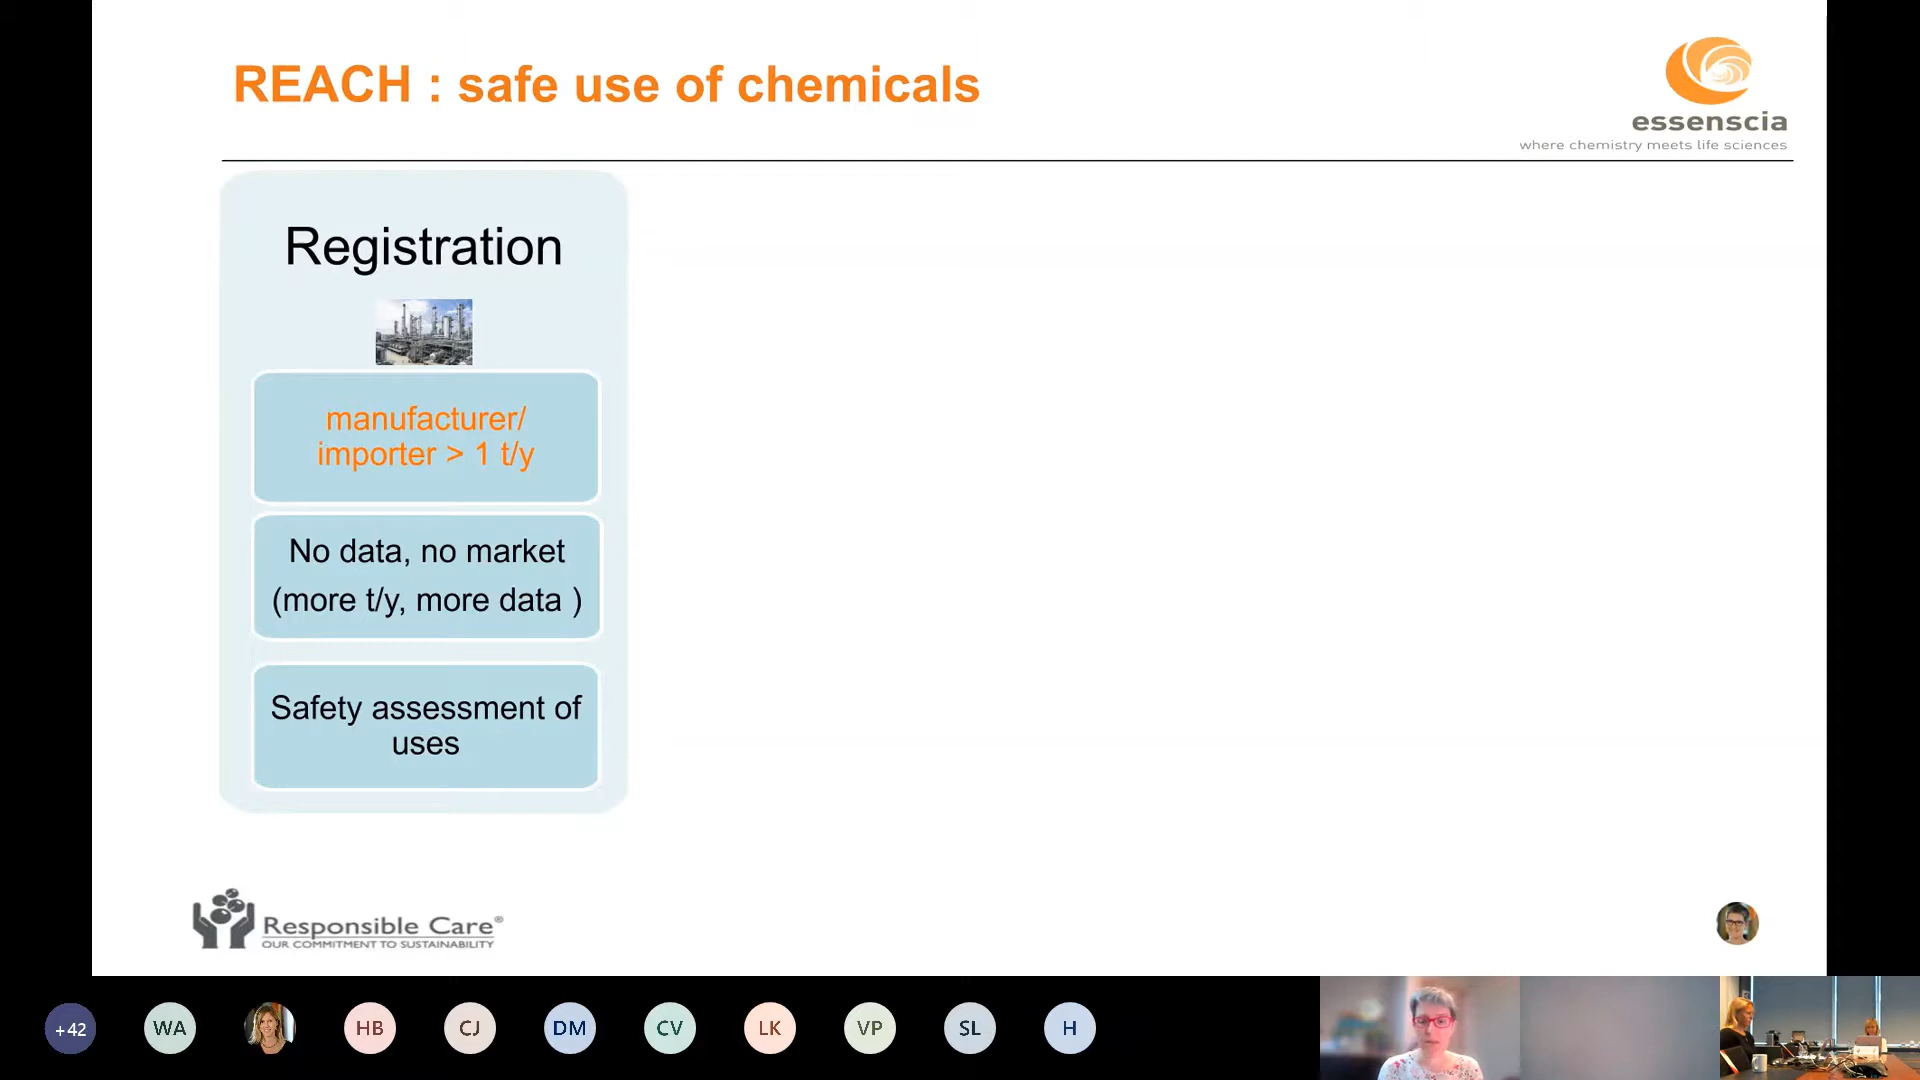 REACH : safe use of chemicals
essenscia
where chemistry meets life sciences
Registration
manufacturer/
importer > 1 t/y
No data, no market
(more t/y, more data )
Safety assessment of
uses
Responsible Care®
OUR COMMITMENT TO SUSTAINABILITY
+42
WA
HB
CJ
DM
CV
LK
VP
SL
H